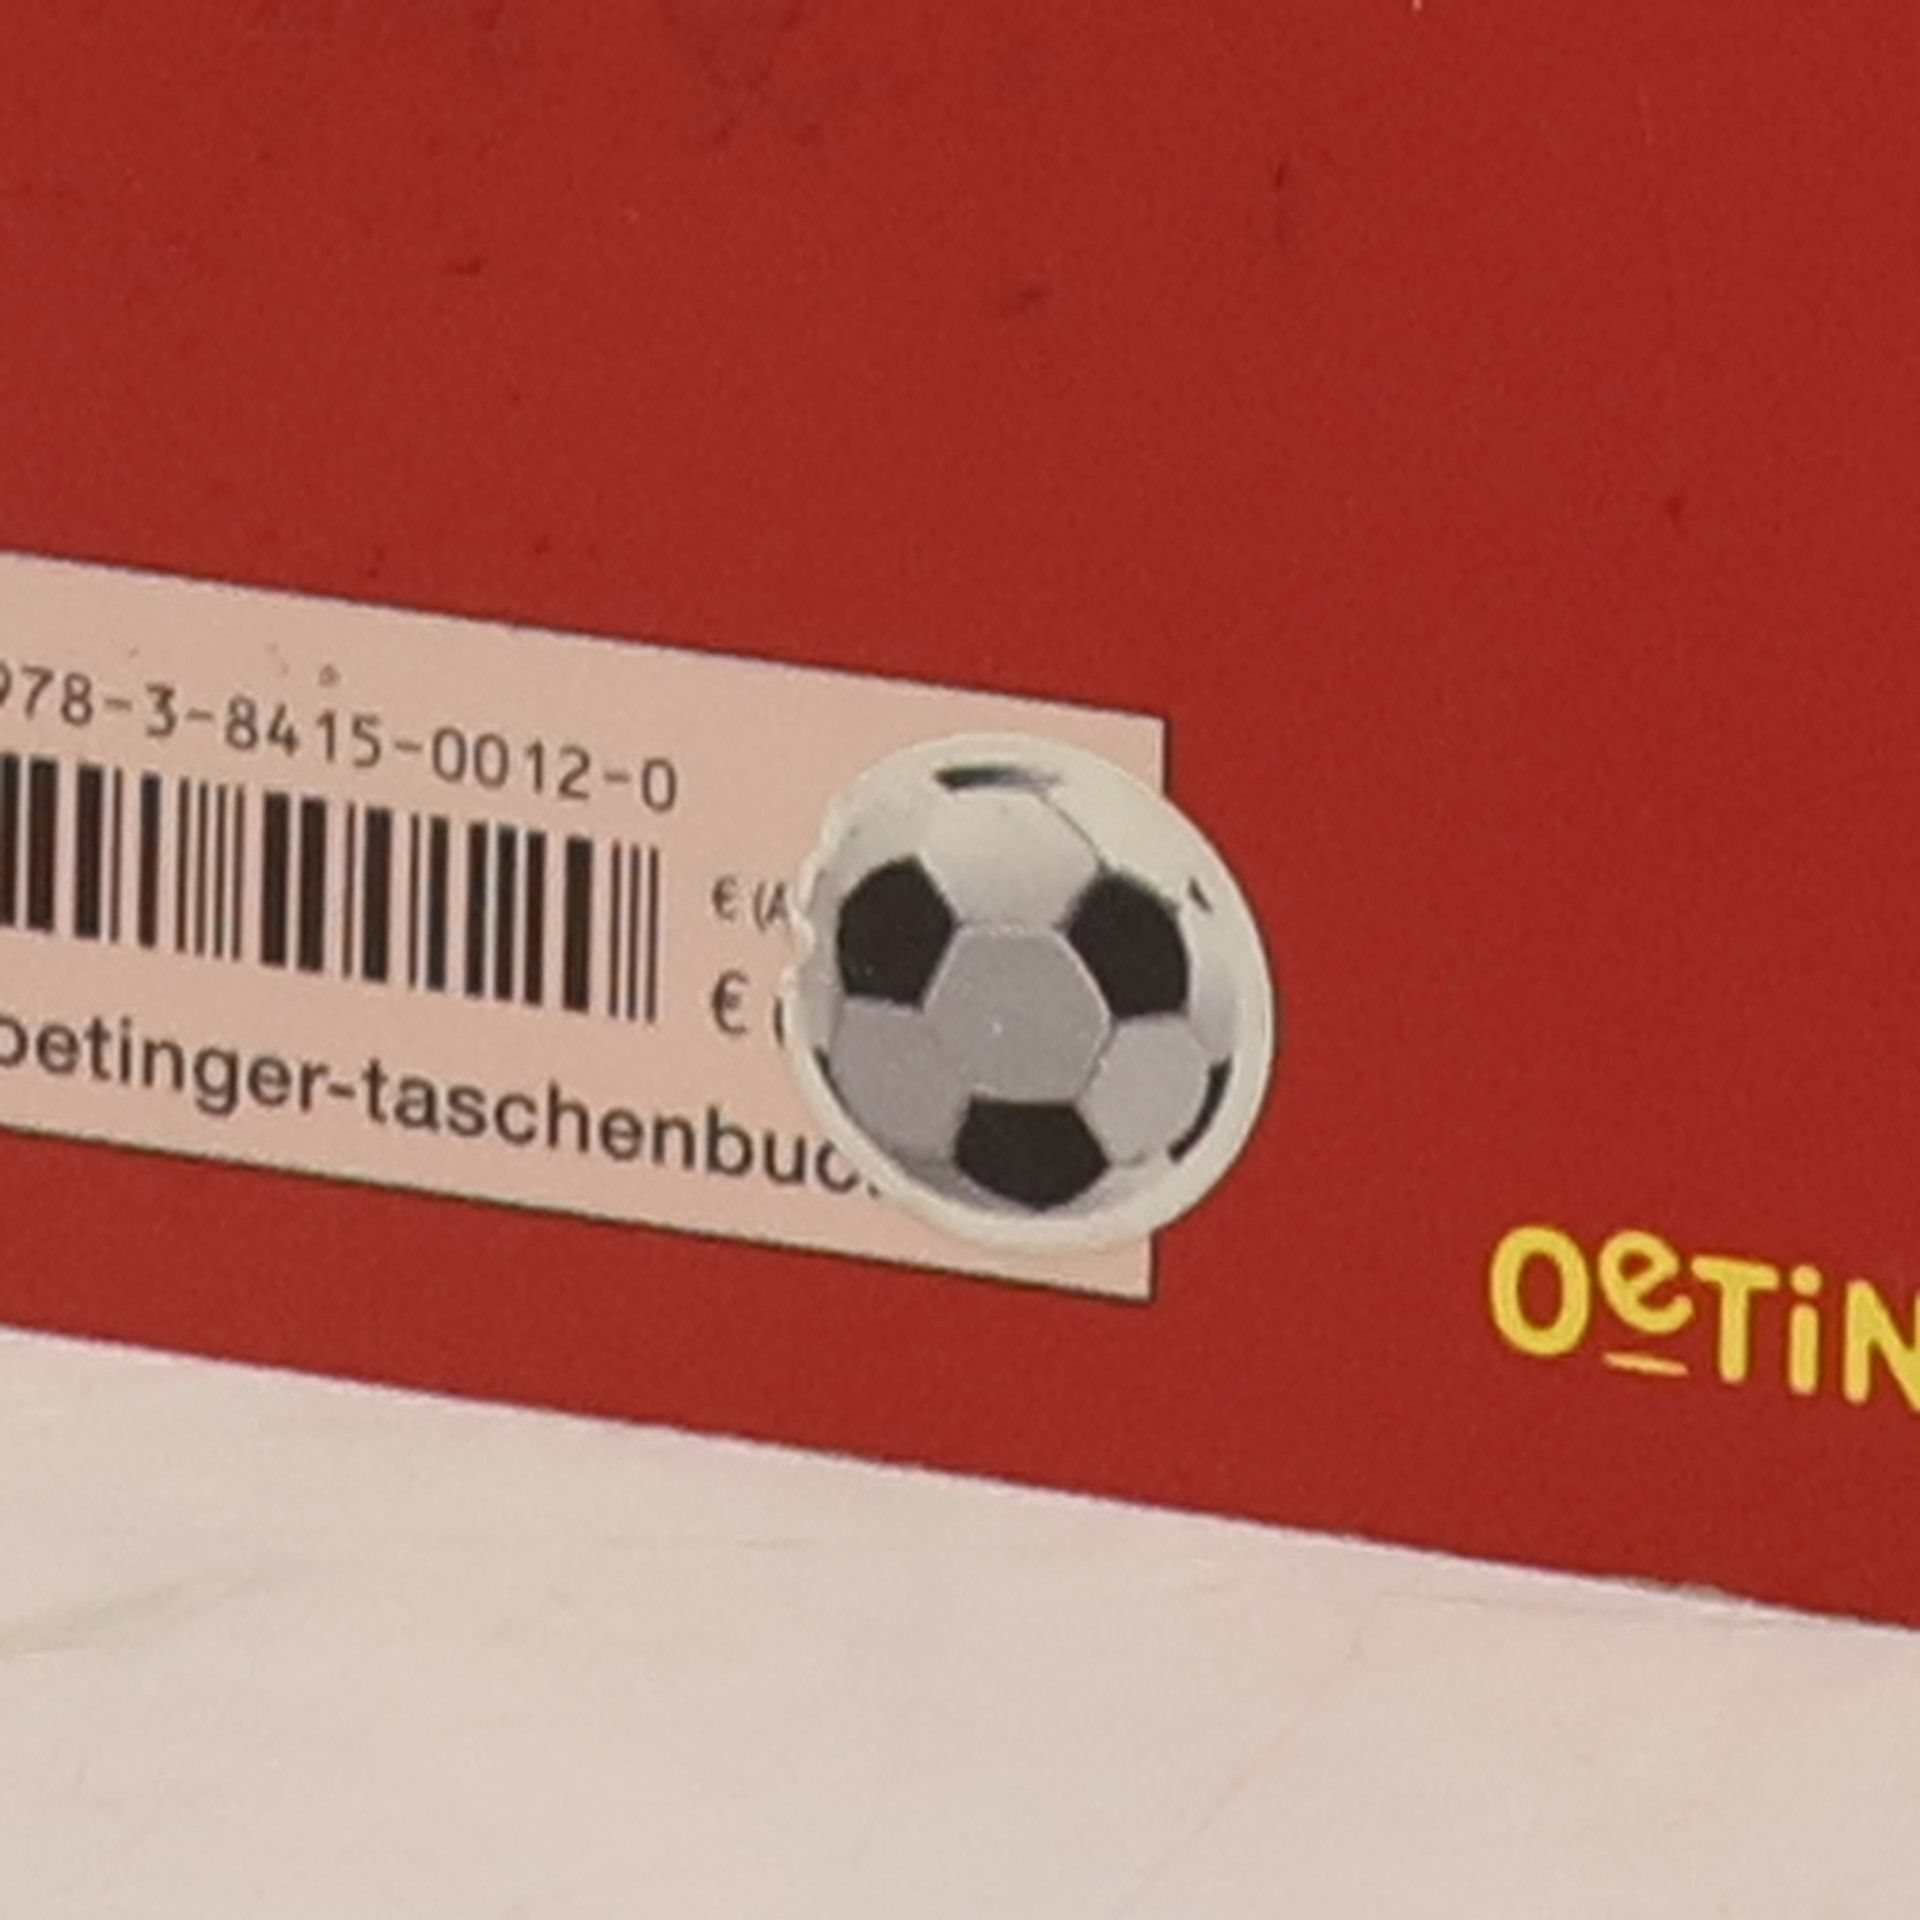 978-3-8415-0012-0
€ (A
€ (
oetinger-taschenbuc
OeTiN